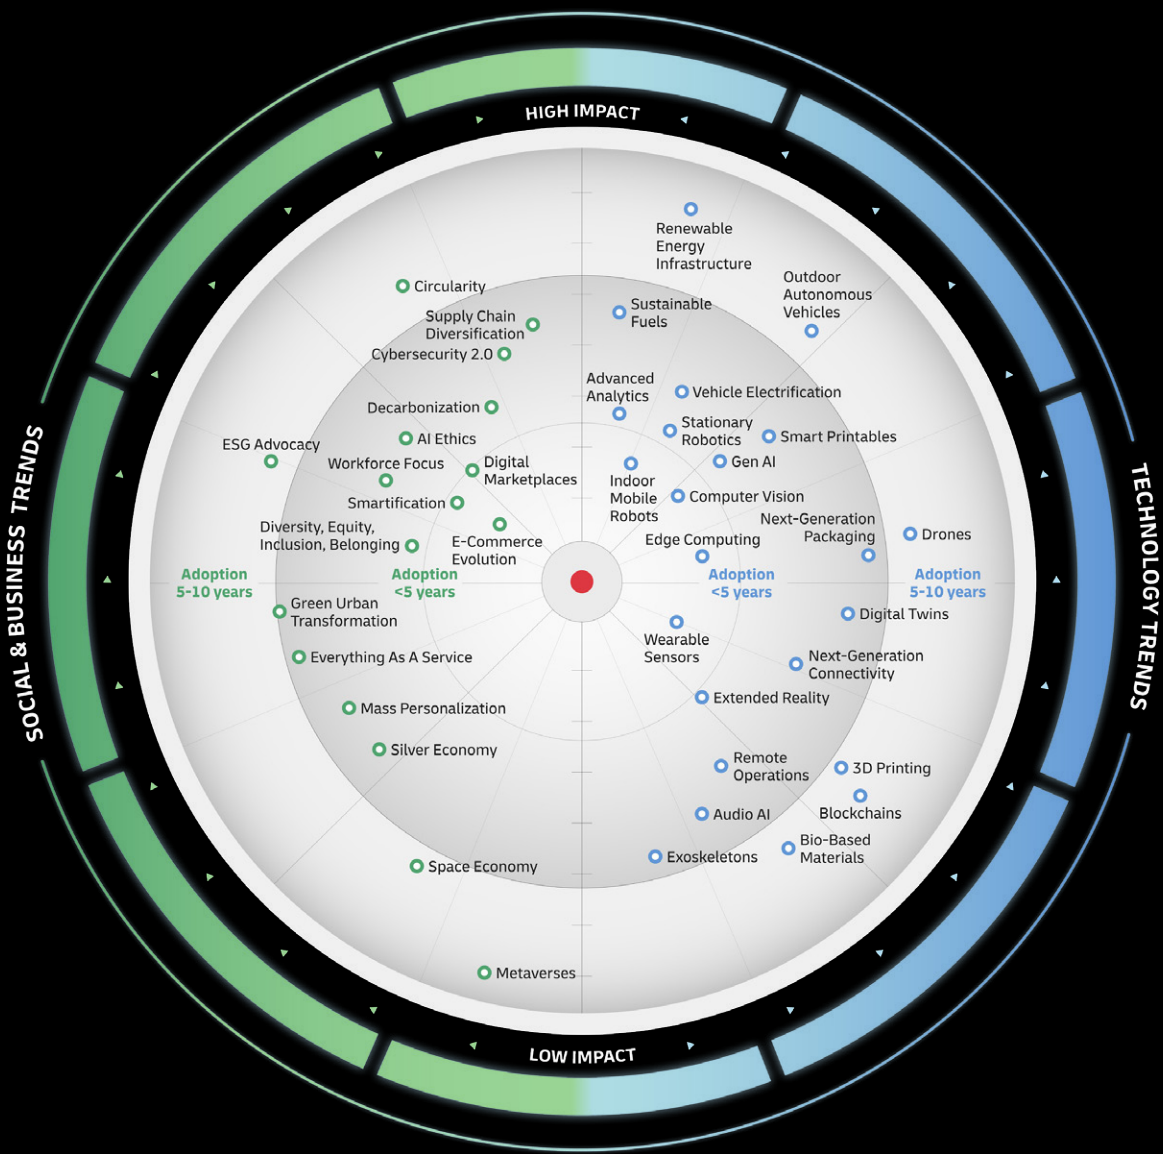 HIGH IMPACT
Renewable
Energy
Infrastructure
Outdoor
Autonomous
Vehicles
Circularity
Supply Chain
Diversification
Sustainable
Fuels
Cybersecurity 2.0
Advanced
Analytics
Vehicle Electrification
Decarbonization
Stationary
Robotics
Smart Printables
AI Ethics
ESG Advocacy
Workforce Focus
Digital
Marketplaces
Gen AI
Indoor
Mobile
Robots
Smartification
Computer Vision
Diversity, Equity,
Inclusion, Belonging
E-Commerce
Evolution
Edge Computing
Next-Generation
Packaging
Drones
Adoption
5-10 years
Adoption
<5 years
Adoption
<5 years
Adoption
5-10 years
SOCIAL & BUSINESS TRENDS
TECHNOLOGY TRENDS
Green Urban
Transformation
Digital Twins
Wearable
Sensors
Everything As A Service
Next-Generation
Connectivity
Extended Reality
Mass Personalization
Silver Economy
Remote
Operations
3D Printing
Blockchains
Audio AI
Bio-Based
Materials
Exoskeletons
Space Economy
Metaverses
LOW IMPACT